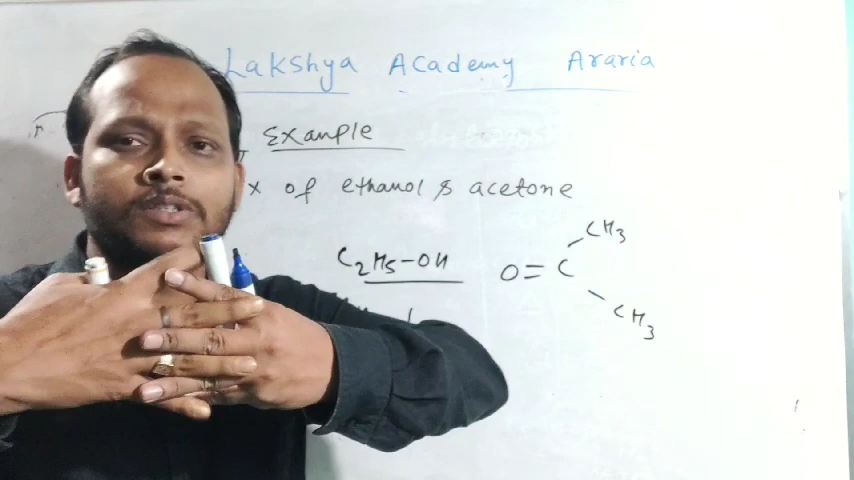 Lakshya Academy Araria
Example
x of ethanol & acetone
C2H5-OH
O=C
CH3
CH3